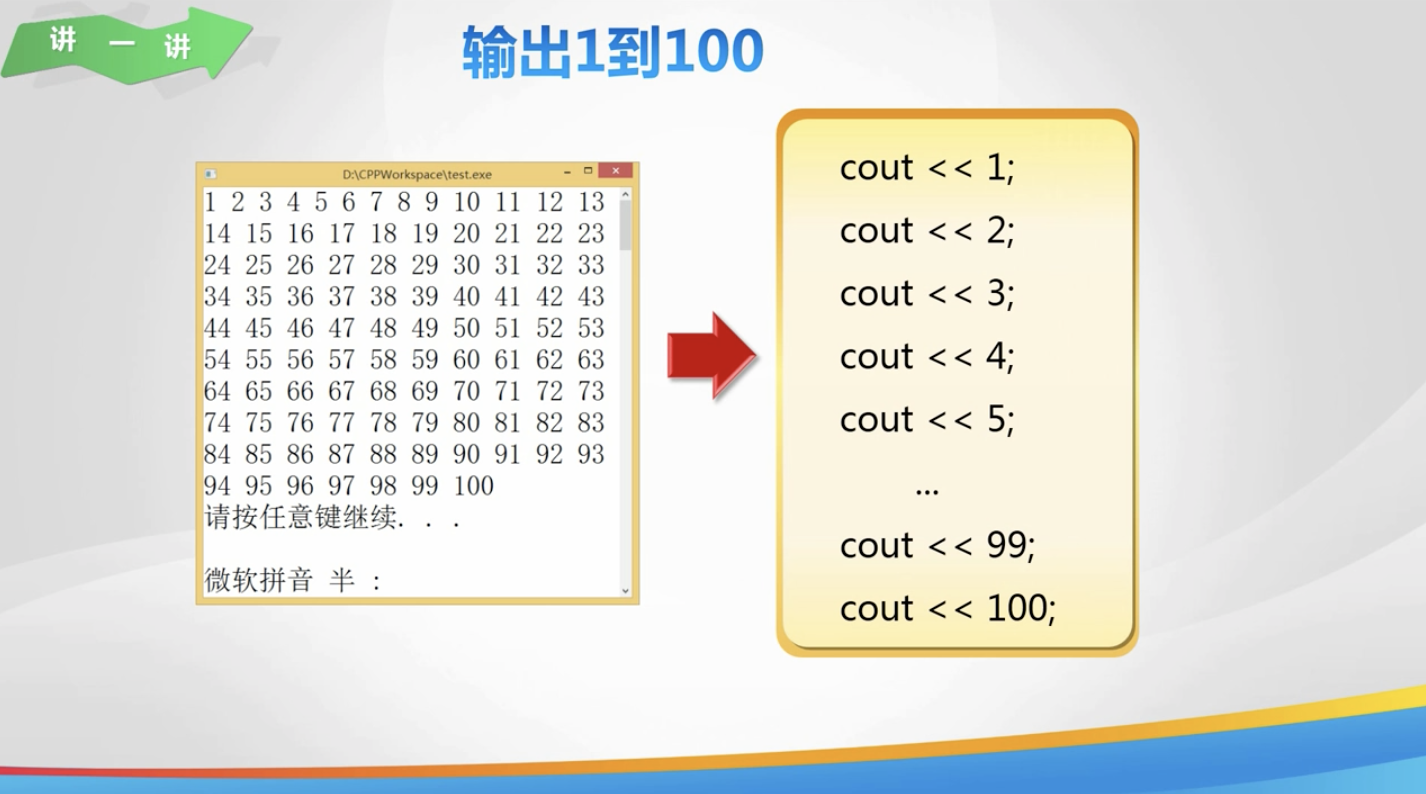 讲一讲
输出1到100
D:\CPPWorkspace\test.exe
1 2 3 4 5 6 7 8 9 10 11 12 13
14 15 16 17 18 19 20 21 22 23
24 25 26 27 28 29 30 31 32 33
34 35 36 37 38 39 40 41 42 43
44 45 46 47 48 49 50 51 52 53
54 55 56 57 58 59 60 61 62 63
64 65 66 67 68 69 70 71 72 73
74 75 76 77 78 79 80 81 82 83
84 85 86 87 88 89 90 91 92 93
94 95 96 97 98 99 100
请按任意键继续. . .
微软拼音 半 :
cout << 1;
cout << 2;
cout << 3;
cout << 4;
cout << 5;
...
cout << 99;
cout << 100;